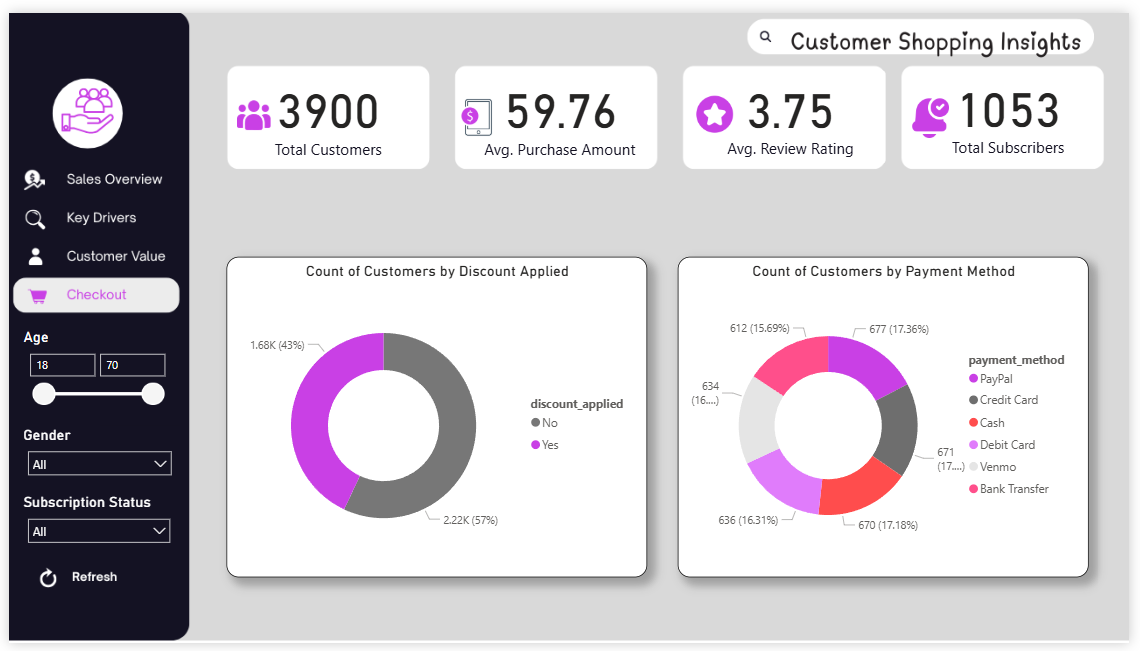 Customer Shopping Insights
3900
Total Customers
59.76
Avg. Purchase Amount
3.75
Avg. Review Rating
1053
Total Subscribers
Sales Overview
Key Drivers
Customer Value
Checkout
Age
18 70
Gender
All
Subscription Status
All
Refresh
Count of Customers by Discount Applied
1.68K (43%)
2.22K (57%)
discount_applied
No
Yes
Count of Customers by Payment Method
612 (15.69%)
677 (17.36%)
634
(16....)
671
(17....)
636 (16.31%)
670 (17.18%)
payment_method
PayPal
Credit Card
Cash
Debit Card
Venmo
Bank Transfer